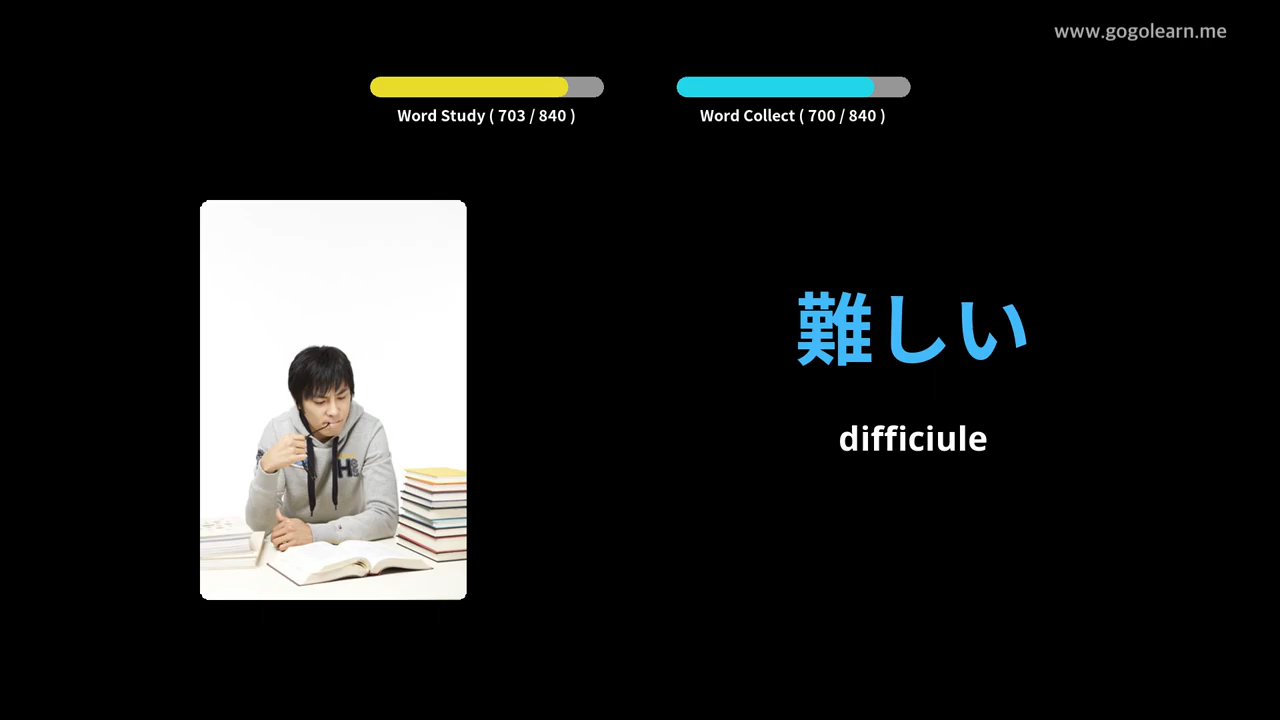 www.gogolearn.me
Word Study ( 703 / 840 )
Word Collect ( 700 / 840 )
難しい
difficiule
H